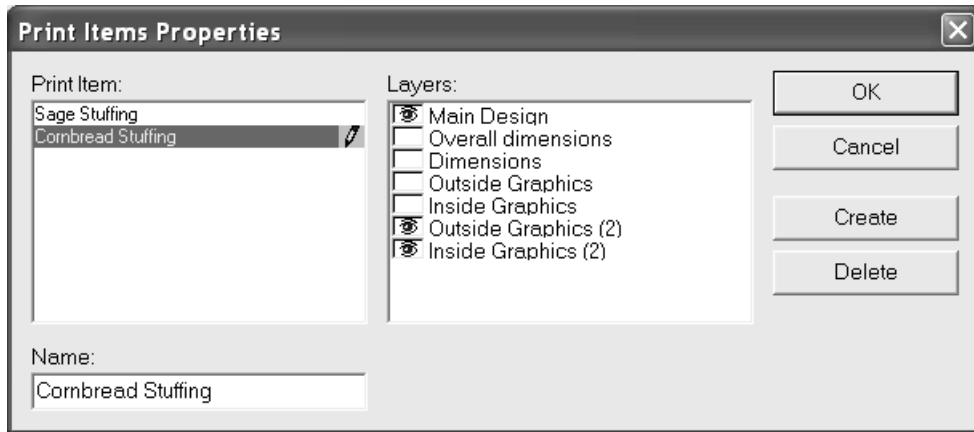 Print Items Properties
Print Item:
Sage Stuffing
Cornbread Stuffing
Layers:
Main Design
Overall dimensions
Dimensions
Outside Graphics
Inside Graphics
Outside Graphics (2)
Inside Graphics (2)
OK
Cancel
Create
Delete
Name:
Cornbread Stuffing